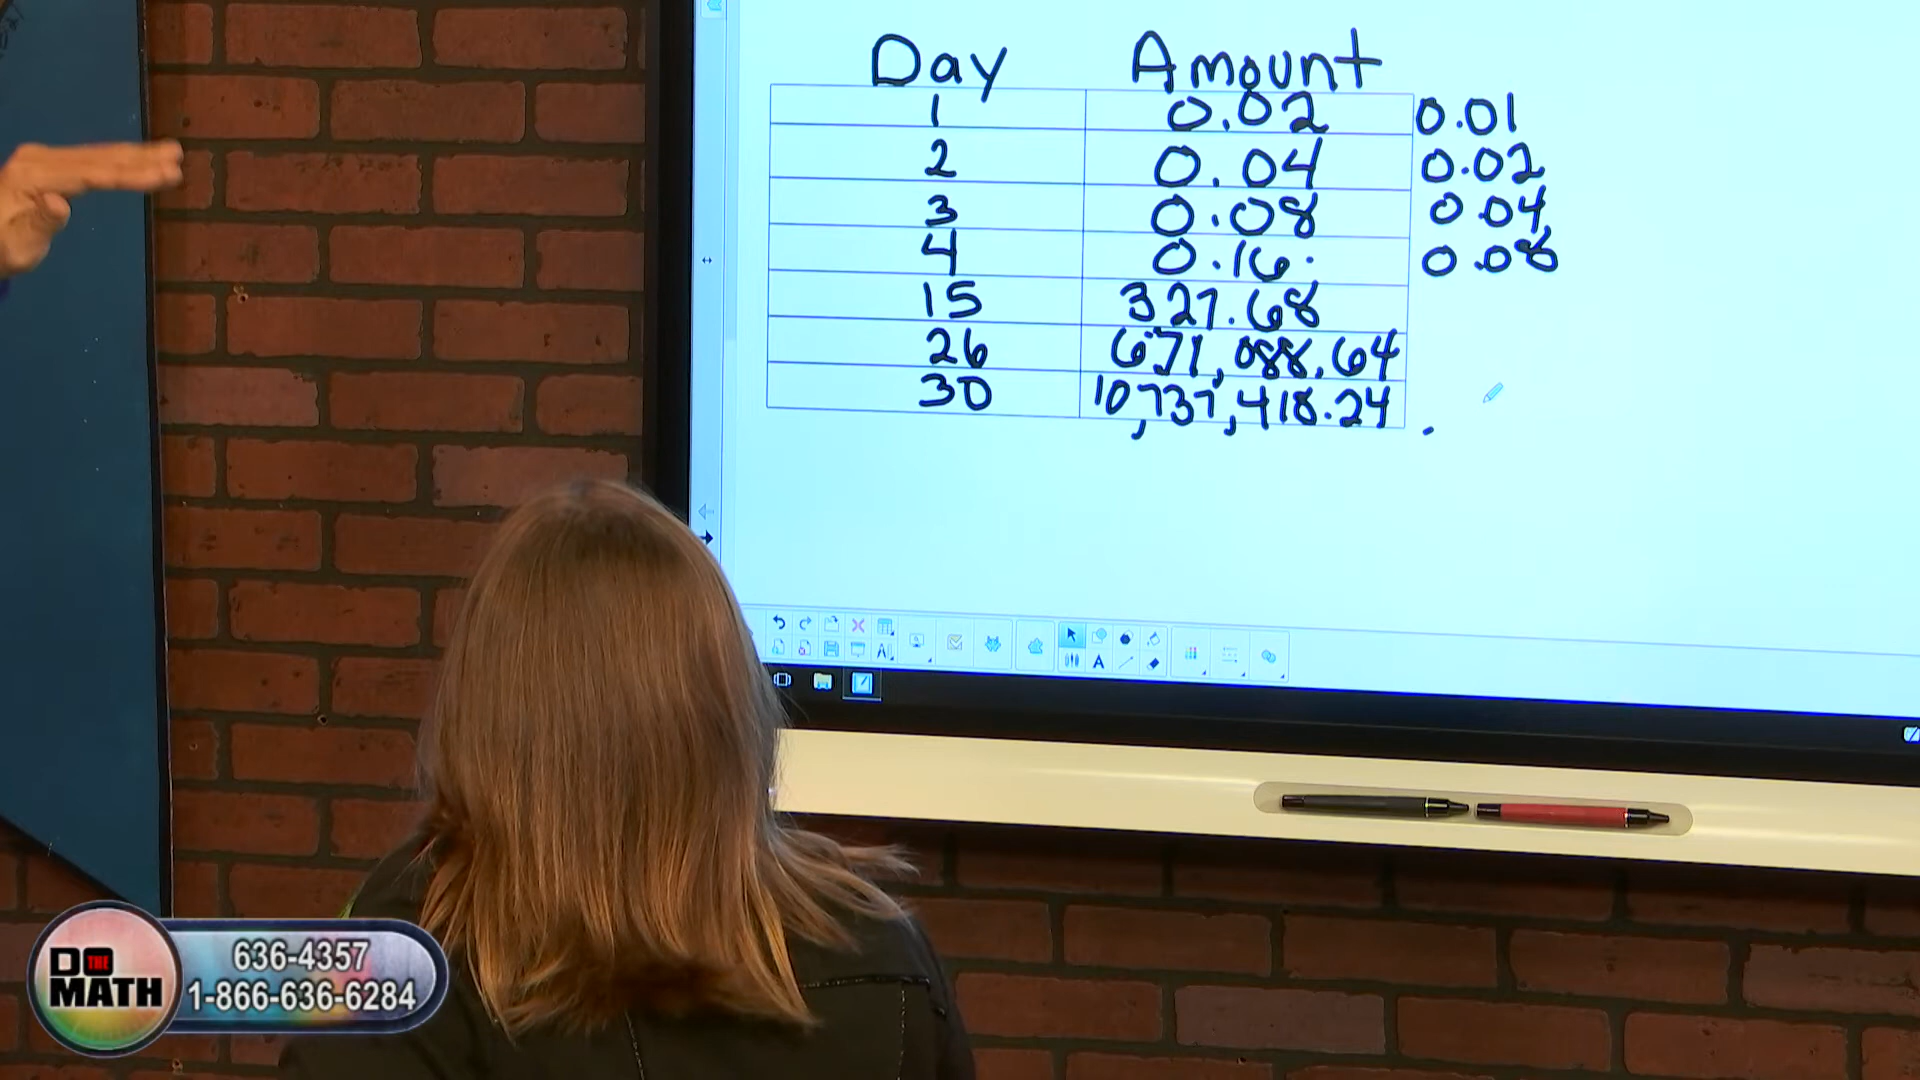 Day Amount
1 0.02 0.01
2 0.04 0.02
3 0.08 0.04
4 0.16 0.08
15 327.68
26 671,088.64
30 10,737,418.24
DO THE MATH
636-4357
1-866-636-6284